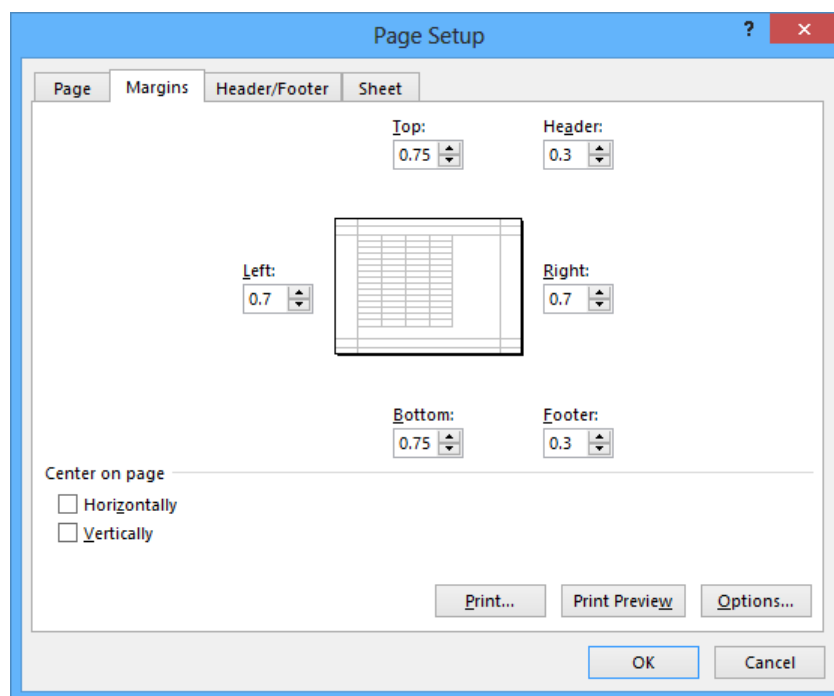 Page Setup
?
Page Margins Header/Footer Sheet
Top: Header:
0.75 0.3
Left: Right:
0.7 0.7
Bottom: Footer:
0.75 0.3
Center on page
Horizontally
Vertically
Print... Print Preview Options...
OK Cancel